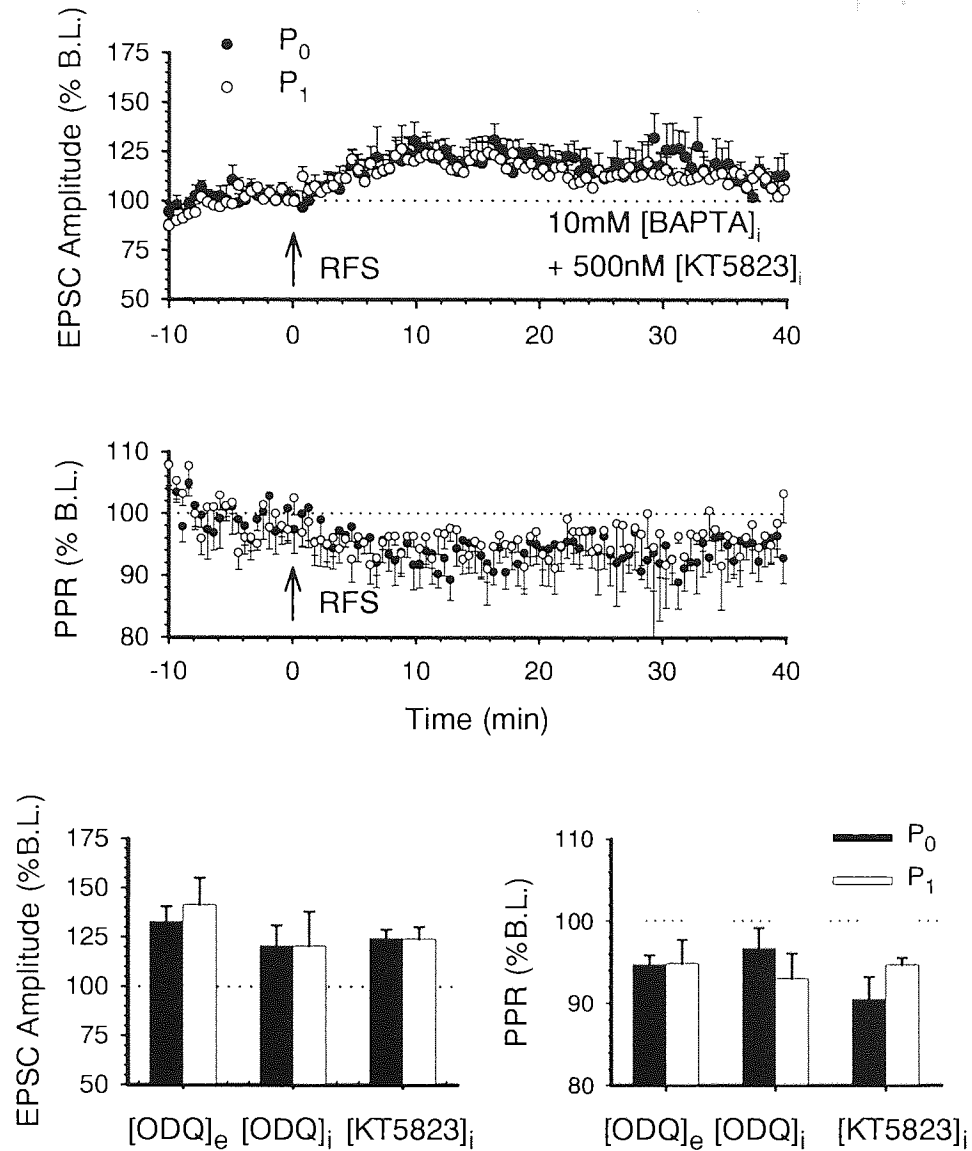 P0
P1
EPSC Amplitude (% B.L.)
175
150
125
100
75
50
10mM [BAPTA]i
+ 500nM [KT5823]i
RFS
-10 0 10 20 30 40
PPR (% B.L.)
110
100
90
80
RFS
-10 0 10 20 30 40
Time (min)
EPSC Amplitude (%B.L.)
175
150
125
100
75
50
[ODQ]e [ODQ]i [KT5823]i
PPR (%B.L.)
110
100
90
80
P0
P1
[ODQ]e [ODQ]i [KT5823]i